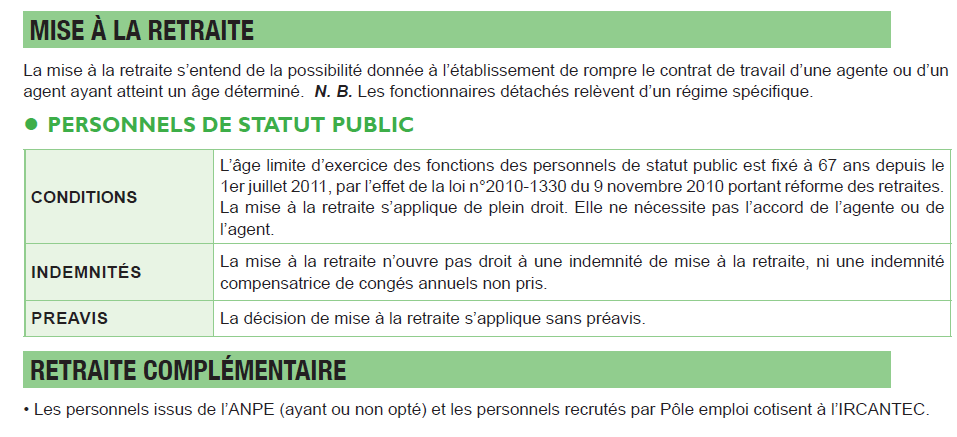 MISE À LA RETRAITE
La mise à la retraite s’entend de la possibilité donnée à l’établissement de rompre le contrat de travail d’une agente ou d’un
agent ayant atteint un âge déterminé. N. B. Les fonctionnaires détachés relèvent d’un régime spécifique.
● PERSONNELS DE STATUT PUBLIC
CONDITIONS
L’âge limite d’exercice des fonctions des personnels de statut public est fixé à 67 ans depuis le
1er juillet 2011, par l’effet de la loi n°2010-1330 du 9 novembre 2010 portant réforme des retraites.
La mise à la retraite s’applique de plein droit. Elle ne nécessite pas l’accord de l’agente ou de
l’agent.
INDEMNITÉS
La mise à la retraite n’ouvre pas droit à une indemnité de mise à la retraite, ni une indemnité
compensatrice de congés annuels non pris.
PREAVIS
La décision de mise à la retraite s’applique sans préavis.
RETRAITE COMPLÉMENTAIRE
• Les personnels issus de l’ANPE (ayant ou non opté) et les personnels recrutés par Pôle emploi cotisent à l’IRCANTEC.